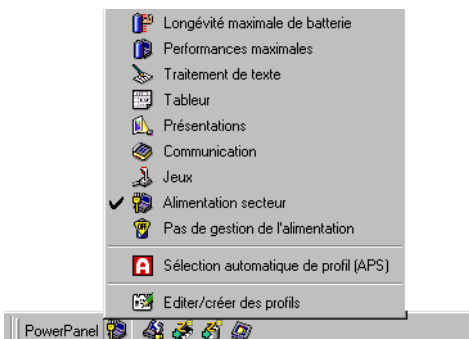 Longévité maximale de batterie
Performances maximales
Traitement de texte
Tableur
Présentations
Communication
Jeux
Alimentation secteur
Pas de gestion de l'alimentation
Sélection automatique de profil (APS)
Editer/créer des profils
PowerPanel